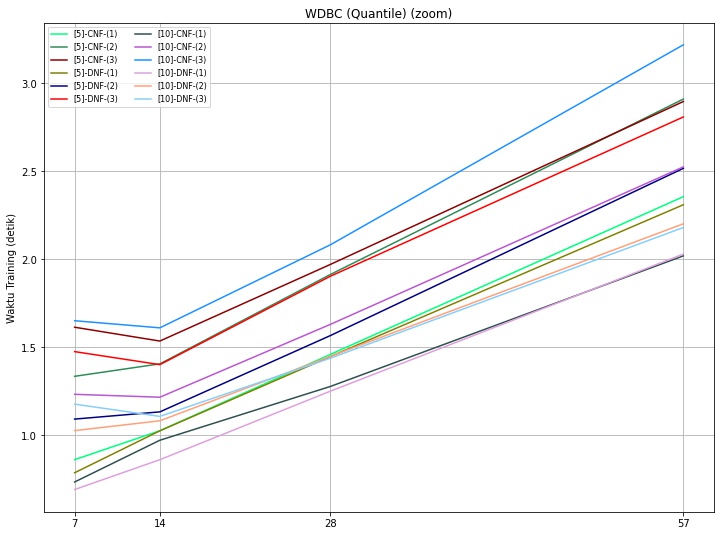 WDBC (Quantile) (zoom)
[5]-CNF-(1)
[5]-CNF-(2)
[5]-CNF-(3)
[5]-DNF-(1)
[5]-DNF-(2)
[5]-DNF-(3)
[10]-CNF-(1)
[10]-CNF-(2)
[10]-CNF-(3)
[10]-DNF-(1)
[10]-DNF-(2)
[10]-DNF-(3)
Waktu Training (detik)
3.0
2.5
2.0
1.5
1.0
7 14 28 57